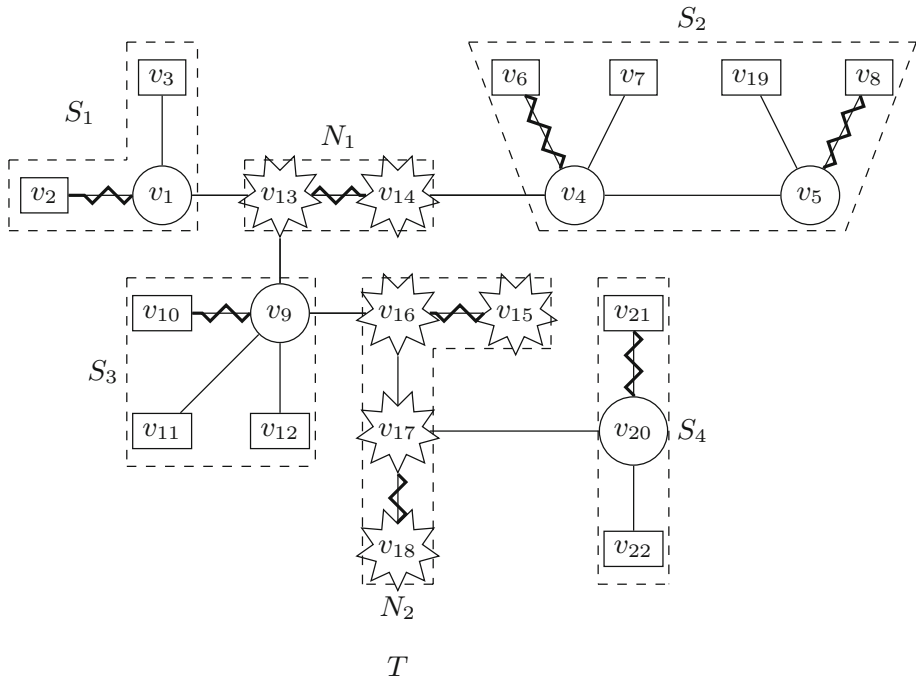 S₂
v₃ v₆ v₇ v₁₉ v₈
S₁
N₁
v₂ v₁ v₁₃ v₁₄ v₄ v₅
v₁₀ v₉ v₁₆ v₁₅ v₂₁
S₃
v₁₁ v₁₂ v₁₇ v₂₀ S₄
v₁₈ v₂₂
N₂
T